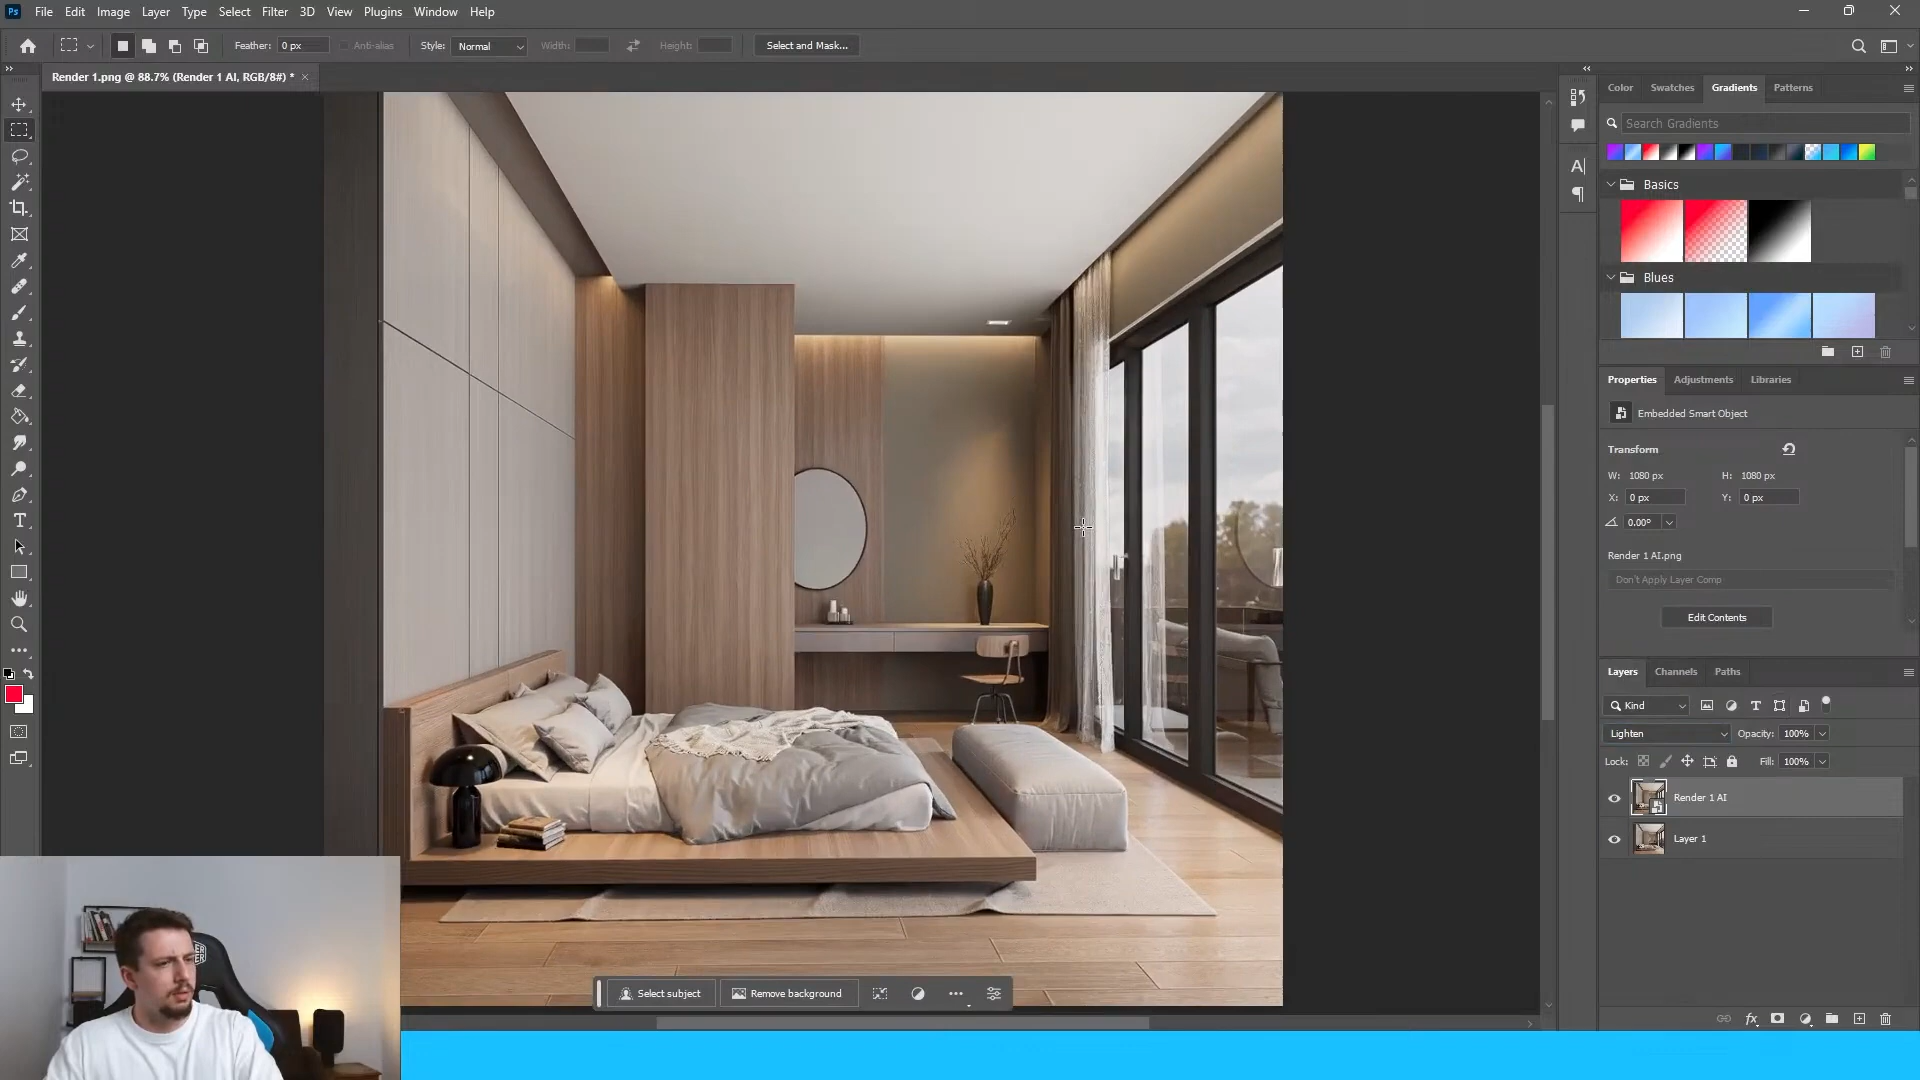 Ps File Edit Image Layer Type Select Filter 3D View Plugins Window Help
Feather: 0 px Anti-alias Style: Normal Width: Height: Select and Mask...
Render 1.png @ 88.7% (Render 1 AI, RGB/8#) * ×
Color Swatches Gradients Patterns
Search Gradients
Basics
Blues
Properties Adjustments Libraries
Embedded Smart Object
Transform
W: 1080 px H: 1080 px
X: 0 px Y: 0 px
0.00°
Render 1 AI.png
Don't Apply Layer Comp
Edit Contents
Layers Channels Paths
Kind
Lighten Opacity: 100%
Lock: Fill: 100%
Render 1 AI
Layer 1
Select subject Remove background